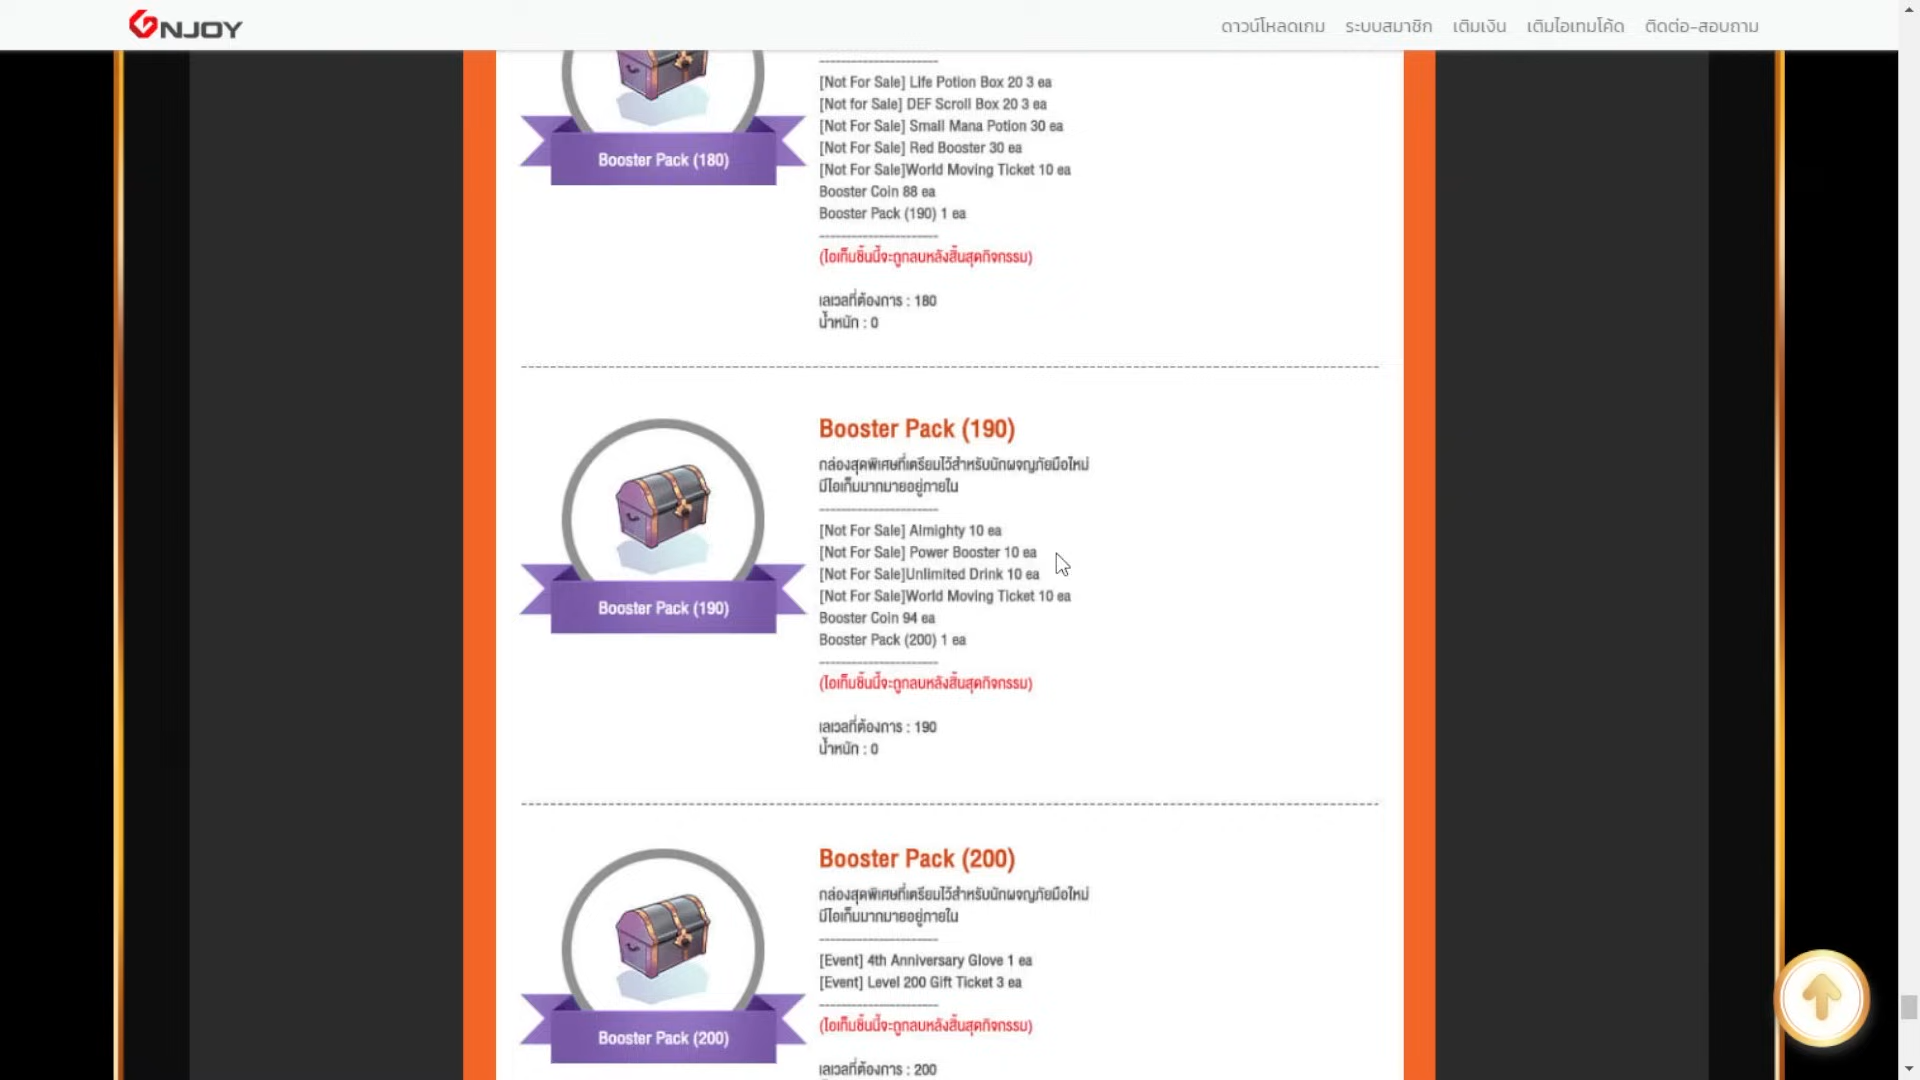 GNJOY
ดาวน์โหลดเกม ระบบสมาชิก เติมเงิน เติมไอเทมโค้ด ติดต่อ-สอบถาม
----------------------
[Not For Sale] Life Potion Box 20 3 ea
[Not for Sale] DEF Scroll Box 20 3 ea
[Not For Sale] Small Mana Potion 30 ea
[Not For Sale] Red Booster 30 ea
[Not For Sale]World Moving Ticket 10 ea
Booster Coin 88 ea
Booster Pack (190) 1 ea
----------------------
(ไอเท็มชิ้นนี้จะถูกลบหลังสิ้นสุดกิจกรรม)
เลเวลที่ต้องการ : 180
น้ำหนัก : 0
Booster Pack (180)
Booster Pack (190)
กล่องสุดพิเศษที่เตรียมไว้สำหรับนักผจญภัยมือใหม่
มีไอเท็มมากมายอยู่ภายใน
----------------------
[Not For Sale] Almighty 10 ea
[Not For Sale] Power Booster 10 ea
[Not For Sale]Unlimited Drink 10 ea
[Not For Sale]World Moving Ticket 10 ea
Booster Coin 94 ea
Booster Pack (200) 1 ea
----------------------
(ไอเท็มชิ้นนี้จะถูกลบหลังสิ้นสุดกิจกรรม)
เลเวลที่ต้องการ : 190
น้ำหนัก : 0
Booster Pack (190)
Booster Pack (200)
กล่องสุดพิเศษที่เตรียมไว้สำหรับนักผจญภัยมือใหม่
มีไอเท็มมากมายอยู่ภายใน
----------------------
[Event] 4th Anniversary Glove 1 ea
[Event] Level 200 Gift Ticket 3 ea
----------------------
(ไอเท็มชิ้นนี้จะถูกลบหลังสิ้นสุดกิจกรรม)
เลเวลที่ต้องการ : 200
Booster Pack (200)